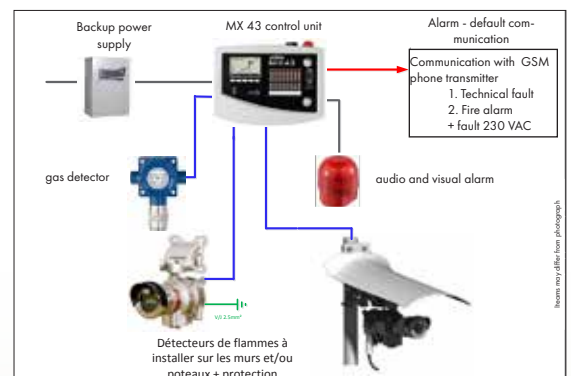 Backup power
supply
MX 43 control unit
Alarm - default com-
munication
Communication with GSM
phone transmitter
1. Technical fault
2. Fire alarm
+ fault 230 VAC
gas detector
audio and visual alarm
V/J 2,5mm²
Détecteurs de flammes à
installer sur les murs et/ou
poteaux + protection
may differ from photograph